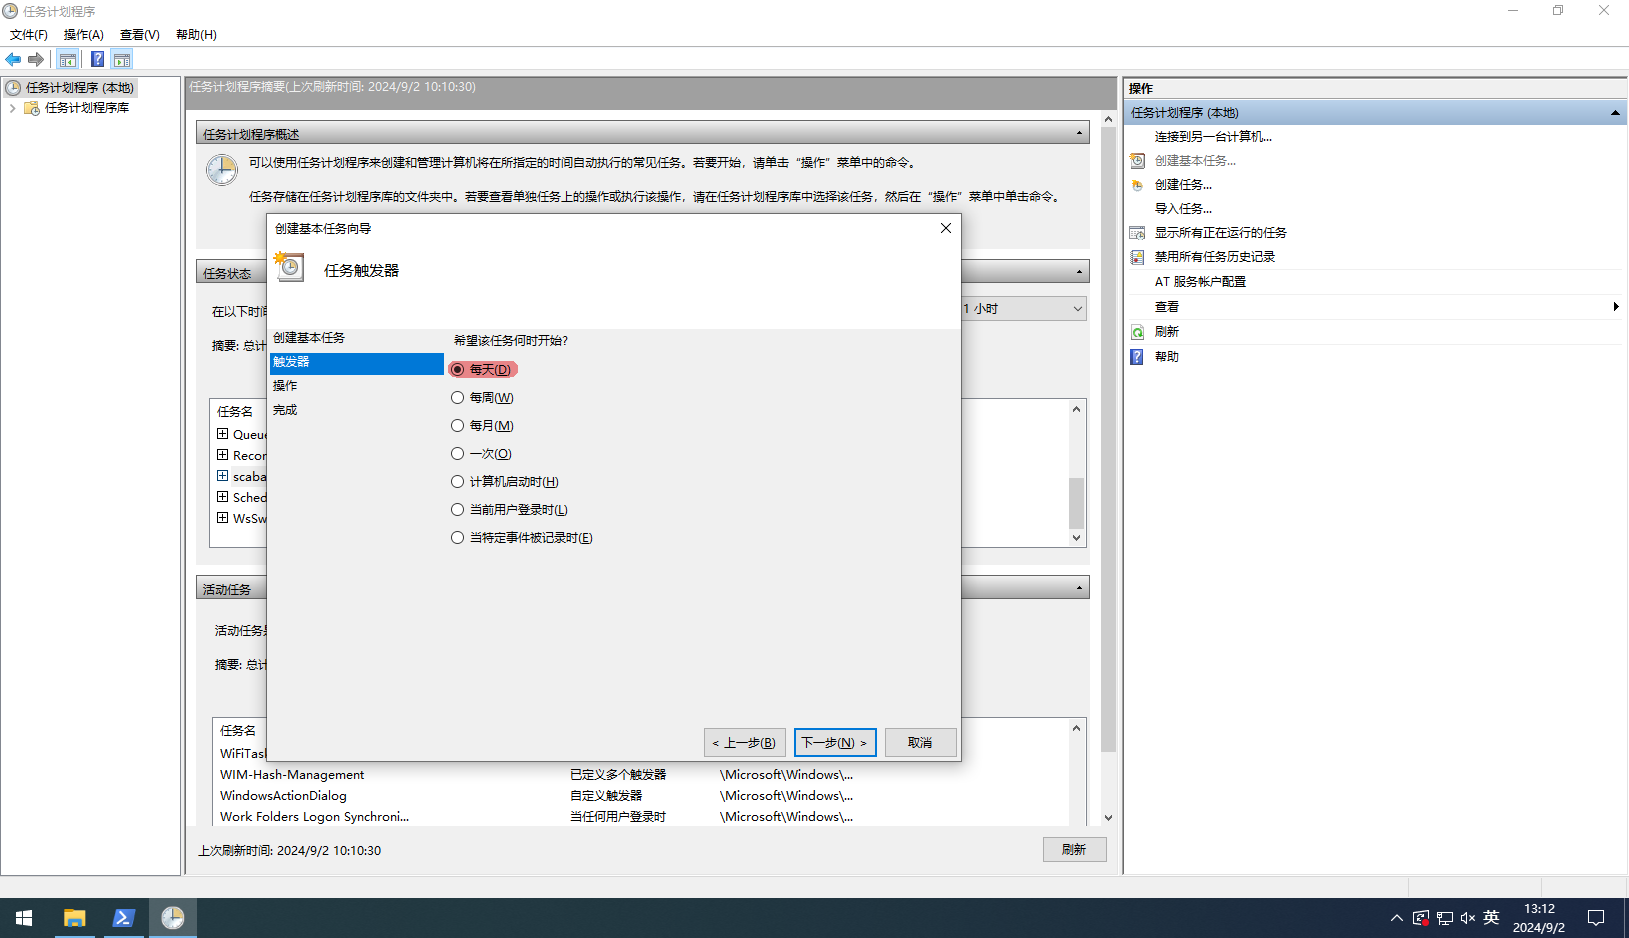 任务计划程序
文件(F) 操作(A) 查看(V) 帮助(H)
任务计划程序 (本地)
任务计划程序库
任务计划程序摘要(上次刷新时间: 2024/9/2 10:10:30)
任务计划程序概述
可以使用任务计划程序来创建和管理计算机将在所指定的时间自动执行的常见任务。若要开始，请单击“操作”菜单中的命令。
任务存储在任务计划程序库的文件夹中。若要查看单独任务上的操作或执行该操作，请在任务计划程序库中选择该任务，然后在“操作”菜单中单击命令。
任务状态
在以下时间
1 小时
摘要: 总计
任务名
Queue
Recor
scaba
Sched
WsSw
创建基本任务向导
任务触发器
创建基本任务
触发器
操作
完成
希望该任务何时开始?
每天(D)
每周(W)
每月(M)
一次(O)
计算机启动时(H)
当前用户登录时(L)
当特定事件被记录时(E)
< 上一步(B) 下一步(N) > 取消
活动任务
活动任务是
摘要: 总计
任务名
WiFiTask
WIM-Hash-Management 已定义多个触发器 \Microsoft\Windows\...
WindowsActionDialog 自定义触发器 \Microsoft\Windows\...
Work Folders Logon Synchroni... 当任何用户登录时 \Microsoft\Windows\...
上次刷新时间: 2024/9/2 10:10:30
刷新
操作
任务计划程序 (本地)
连接到另一台计算机...
创建基本任务...
创建任务...
导入任务...
显示所有正在运行的任务
禁用所有任务历史记录
AT 服务帐户配置
查看
刷新
帮助
英
13:12
2024/9/2